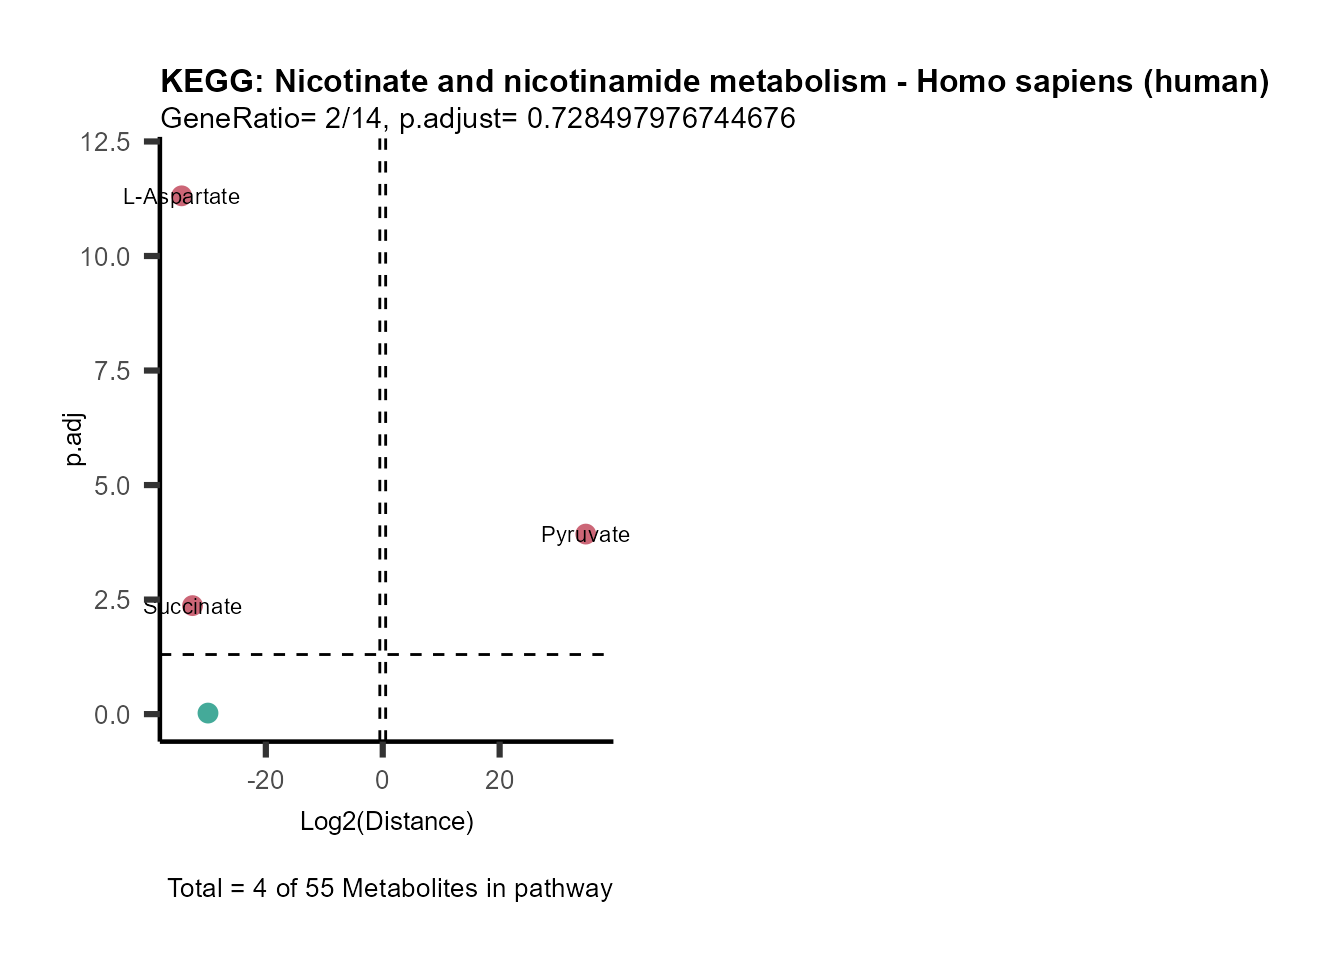 KEGG: Nicotinate and nicotinamide metabolism - Homo sapiens (human)
GeneRatio= 2/14, p.adjust= 0.728497976744676
12.5
L-Aspartate
10.0
7.5
p.adj
5.0
Pyruvate
2.5
Succinate
0.0
-20 0 20
Log2(Distance)
Total = 4 of 55 Metabolites in pathway